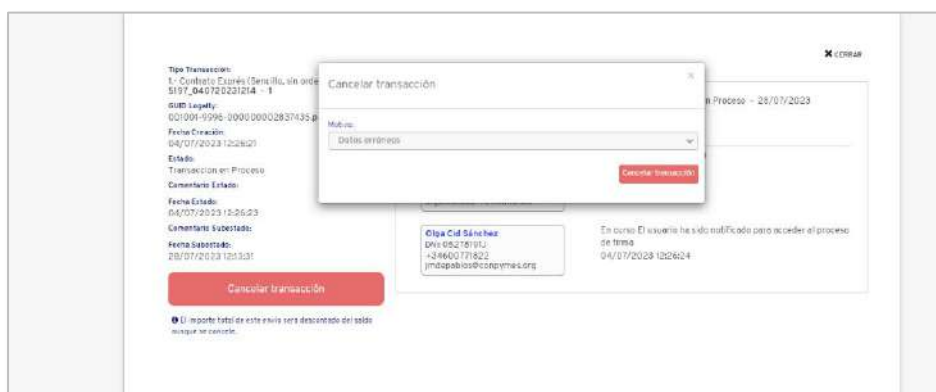 CERRAR
Tipo Transacción:
1.- Contrato Exprés (Sencillo, sin orde
5197_040720231214 - 1
GUID Logalty:
001001-9996-000000002837435.p
Fecha Creación:
04/07/2023 12:26:21
Estado:
Transaccion en Proceso
Comentario Estado:
Fecha Estado:
04/07/2023 12:26:23
Comentario Subestado:
Fecha Subestado:
28/07/2023 12:13:31
Cancelar transacción
El importe total de este envío será descontado del saldo
aunque se cancele.
Cancelar transacción
×
Motivo:
Datos erróneos
Cancelar transacción
n Proceso - 28/07/2023
Olga Cid Sánchez
+34600771822
jmdepablos@conpymes.org
En curso El usuario ha sido notificado para acceder al proceso
de firma
04/07/2023 12:26:24